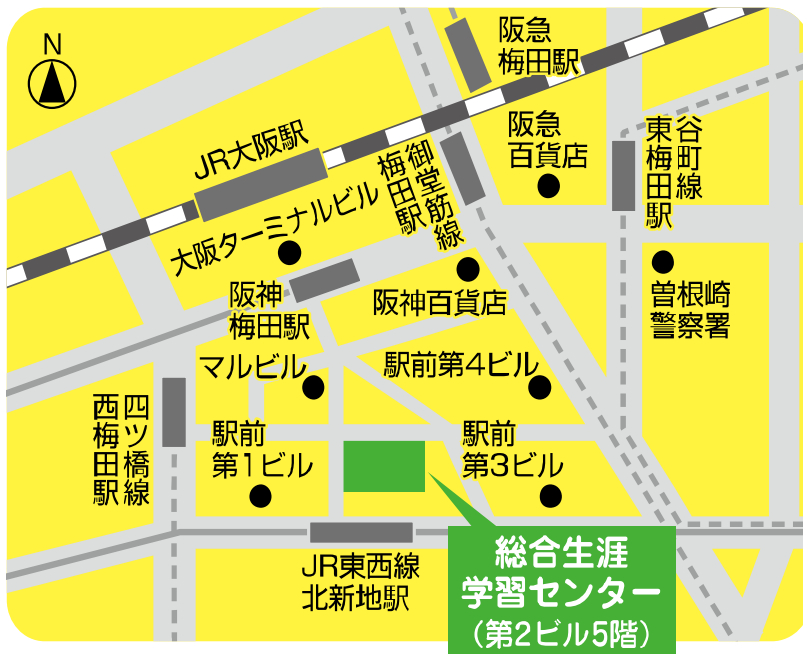 N
阪急
梅田駅
JR大阪駅
阪急
百貨店
谷町線
東梅田駅
御堂筋線
梅田駅
大阪ターミナルビル
阪神
梅田駅
阪神百貨店
曽根崎
警察署
マルビル
駅前第4ビル
四ツ橋線
西梅田駅
駅前
第1ビル
駅前
第3ビル
JR東西線
北新地駅
総合生涯
学習センター
（第2ビル5階）